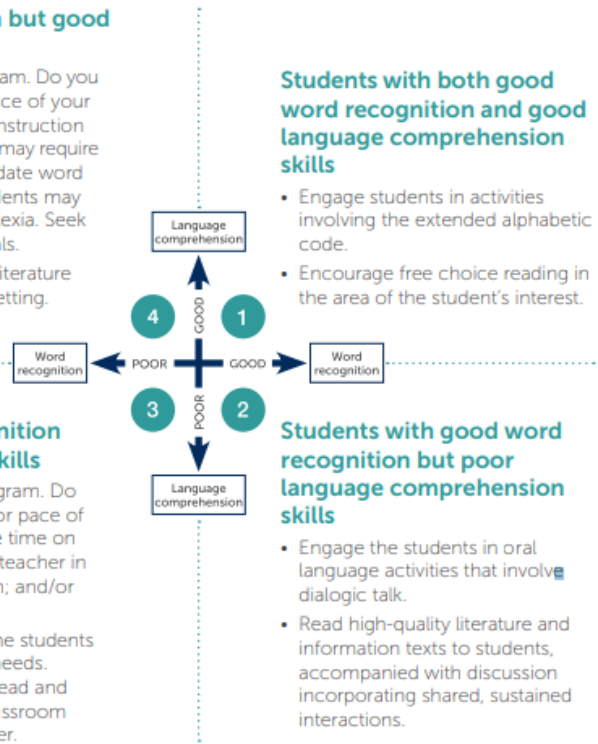 but good
am. Do you
ce of your
nstruction
may require
date word
dents may
lexia. Seek
ls.
literature
etting.
Students with both good
word recognition and good
language comprehension
skills
• Engage students in activities
involving the extended alphabetic
code.
• Encourage free choice reading in
the area of the student's interest.
Language
comprehension
4
GOOD
1
Word
recognition
POOR
GOOD
Word
recognition
3
POOR
2
Language
comprehension
nition
kills
gram. Do
or pace of
e time on
teacher in
n; and/or
he students
needs.
ead and
assroom
er.
Students with good word
recognition but poor
language comprehension
skills
• Engage the students in oral
language activities that involve
dialogic talk.
• Read high-quality literature and
information texts to students,
accompanied with discussion
incorporating shared, sustained
interactions.